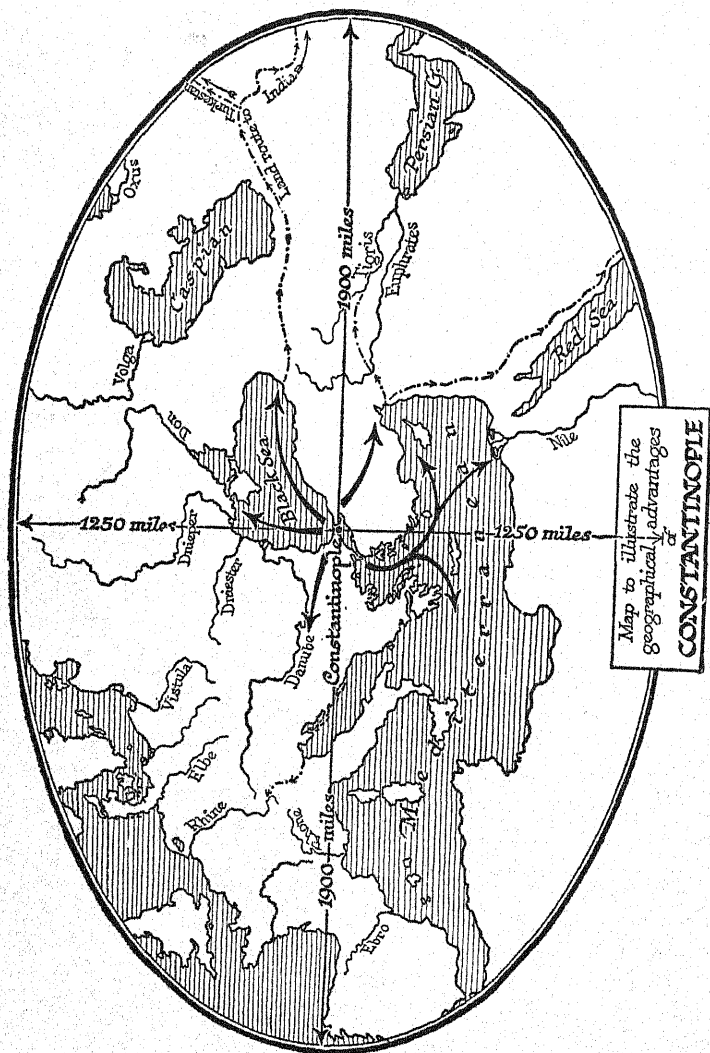 Map to illustrate the
geographical advantages
of
CONSTANTINOPLE
1250 miles
1250 miles
1900 miles
1900 miles
Constantinople
Black Sea
Mediterranean
Caspian
Red Sea
Persian G.
Oxus
Volga
Don
Dnieper
Dniester
Danube
Vistula
Elbe
Rhine
Rhone
Ebro
Nile
Tigris
Euphrates
Land route to
India
Turkestan